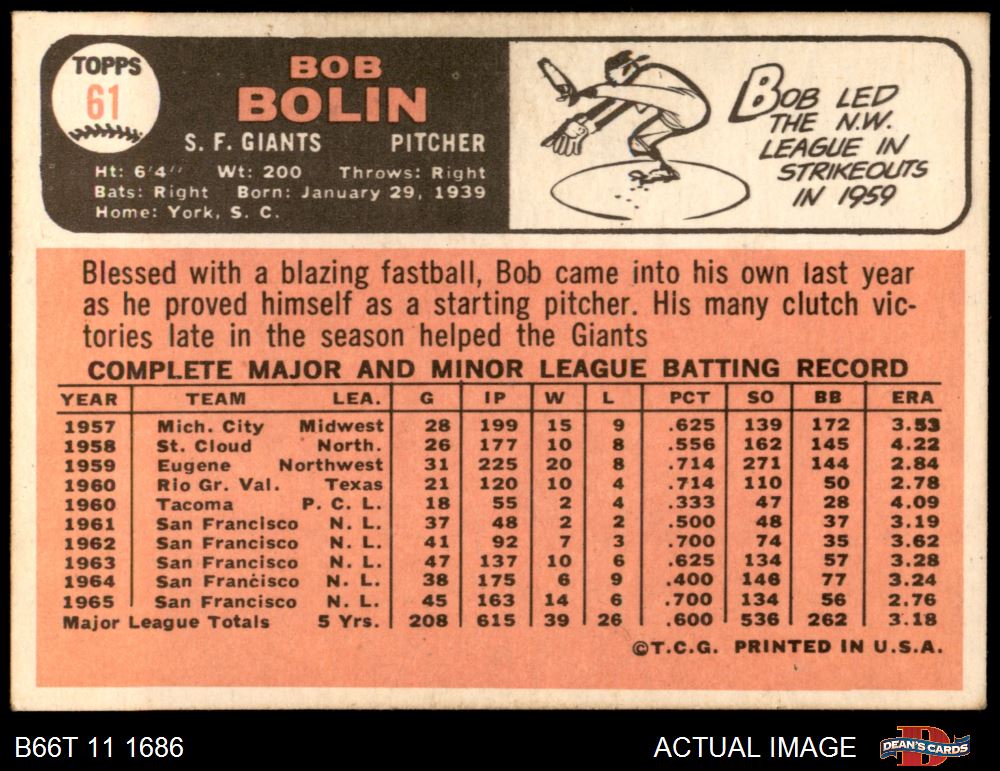 TOPPS
61
BOB
BOLIN
S. F. GIANTS PITCHER
Ht: 6'4" Wt: 200 Throws: Right
Bats: Right Born: January 29, 1939
Home: York, S. C.
BOB LED
THE N.W.
LEAGUE IN
STRIKEOUTS
IN 1959
Blessed with a blazing fastball, Bob came into his own last year
as he proved himself as a starting pitcher. His many clutch vic-
tories late in the season helped the Giants
COMPLETE MAJOR AND MINOR LEAGUE BATTING RECORD
YEAR TEAM LEA. G IP W L PCT SO BB ERA
1957 Mich. City Midwest 28 199 15 9 .625 139 172 3.53
1958 St. Cloud North. 26 177 10 8 .556 162 145 4.22
1959 Eugene Northwest 31 225 20 8 .714 271 144 2.84
1960 Rio Gr. Val. Texas 21 120 10 4 .714 110 50 2.78
1960 Tacoma P. C. L. 18 55 2 4 .333 47 28 4.09
1961 San Francisco N. L. 37 48 2 2 .500 48 37 3.19
1962 San Francisco N. L. 41 92 7 3 .700 74 35 3.62
1963 San Francisco N. L. 47 137 10 6 .625 134 57 3.28
1964 San Francisco N. L. 38 175 6 9 .400 146 77 3.24
1965 San Francisco N. L. 45 163 14 6 .700 134 56 2.76
Major League Totals 5 Yrs. 208 615 39 26 .600 536 262 3.18
©T.C.G. PRINTED IN U.S.A.
B66T 11 1686 ACTUAL IMAGE DEAN'S CARDS